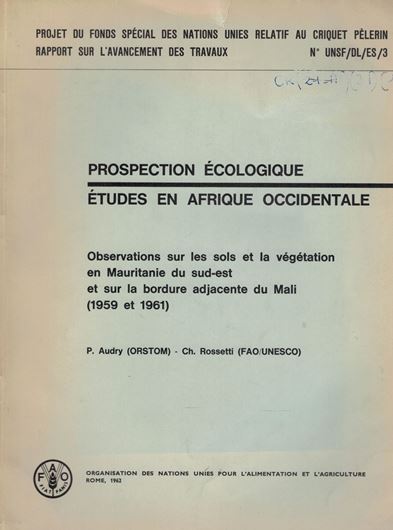 PROJET DU FONDS SPÉCIAL DES NATIONS UNIES RELATIF AU CRIQUET PÈLERIN
RAPPORT SUR L'AVANCEMENT DES TRAVAUX N° UNSF/DL/ES/3
PROSPECTION ÉCOLOGIQUE
ÉTUDES EN AFRIQUE OCCIDENTALE
Observations sur les sols et la végétation
en Mauritanie du sud-est
et sur la bordure adjacente du Mali
(1959 et 1961)
P. Audry (ORSTOM) - Ch. Rossetti (FAO/UNESCO)
FAO
FIAT PANIS
ORGANISATION DES NATIONS UNIES POUR L'ALIMENTATION ET L'AGRICULTURE
ROME, 1962